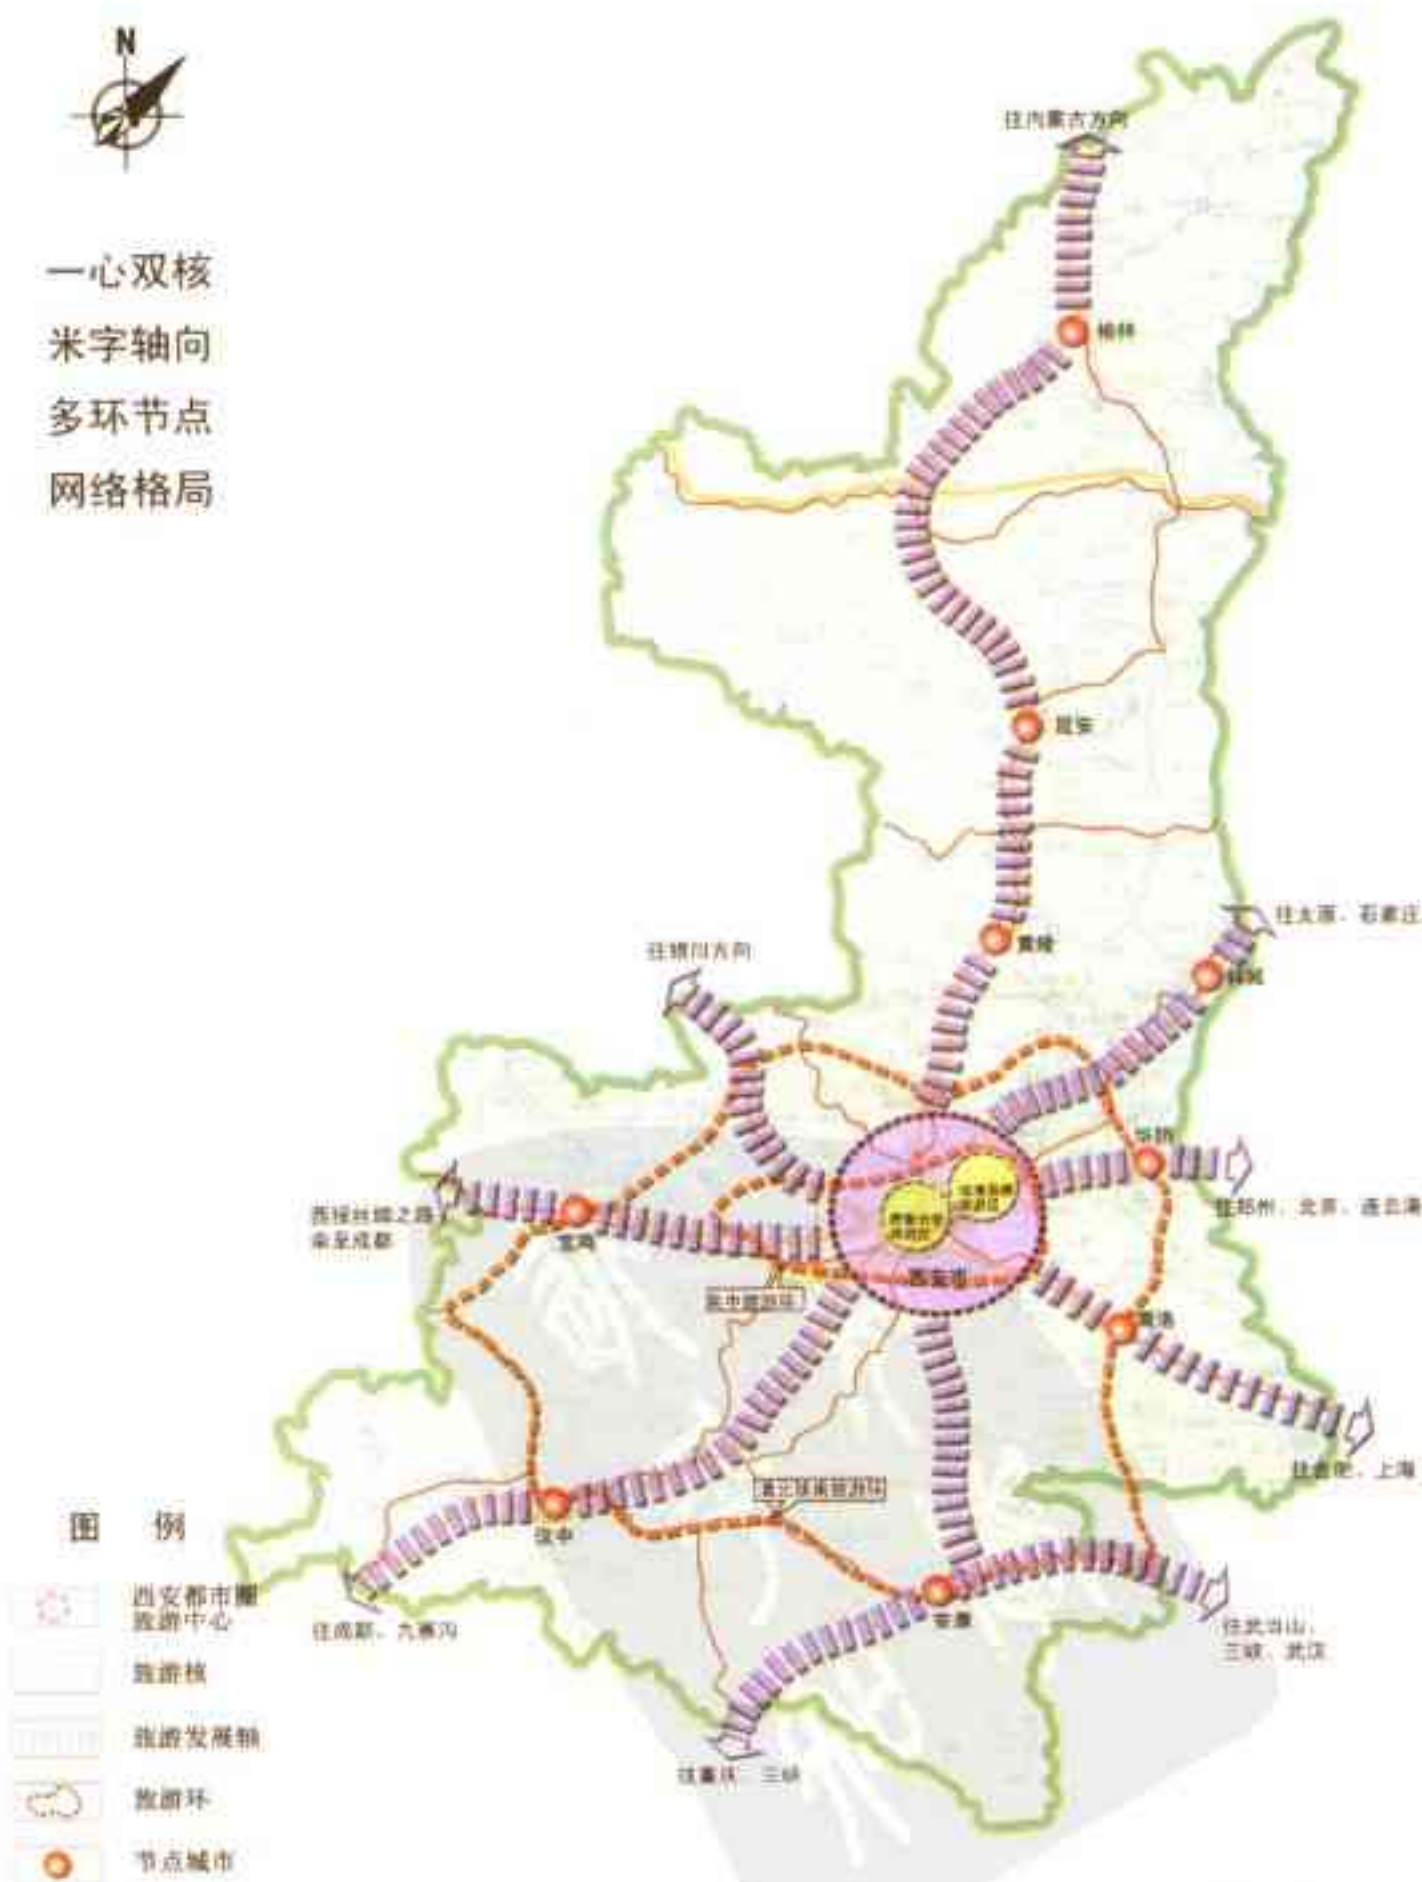 N
一心双核
米字轴向
多环节点
网络格局
往内蒙古方向
榆林
延安
往太原、石家庄
黄陵
往银川方向
韩城
华阴
往郑州、北京、连云港
西接丝绸之路
宝鸡
商洛
往合肥、上海
汉中
往成都、九寨沟
安康
往武当山、
三峡、武汉
往重庆、三峡
图 例
西安都市圈
旅游中心
旅游核
旅游发展轴
旅游环
节点城市